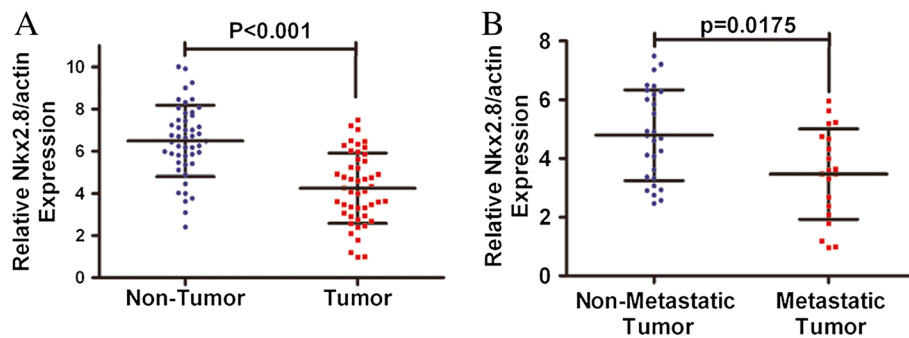 A
P<0.001
Relative Nkx2.8/actin
Expression
10
8
6
4
2
0
Non-Tumor
Tumor
B
p=0.0175
Relative Nkx2.8/actin
Expression
8
6
4
2
0
Non-Metastatic
Tumor
Metastatic
Tumor